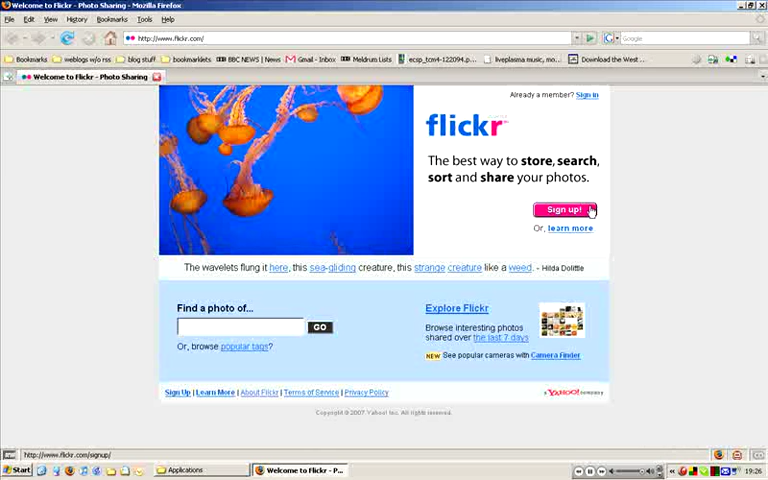 Welcome to Flickr - Photo Sharing - Mozilla Firefox
File Edit View History Bookmarks Tools Help
http://www.flickr.com/
Google
Bookmarks weblogs w/o rss blog stuff bookmarklets BBC NEWS | News Gmail - Inbox Meldrum Lists ecsp_tcm4-122094.p... liveplasma music, mo... Download the West ...
Welcome to Flickr - Photo Sharing
Already a member? Sign in
flickr
The best way to store, search,
sort and share your photos.
Sign up!
Or, learn more
The wavelets flung it here, this sea-gliding creature, this strange creature like a weed. - Hilda Dolittle
Find a photo of...
GO
Or, browse popular tags?
Explore Flickr
Browse interesting photos
shared over the last 7 days
NEW See popular cameras with Camera Finder
Sign Up | Learn More | About Flickr | Terms of Service | Privacy Policy
YAHOO!
Copyright © 2007 Yahoo! Inc. All rights reserved.
http://www.flickr.com/signup/
Start Applications Welcome to Flickr - P... 19:26